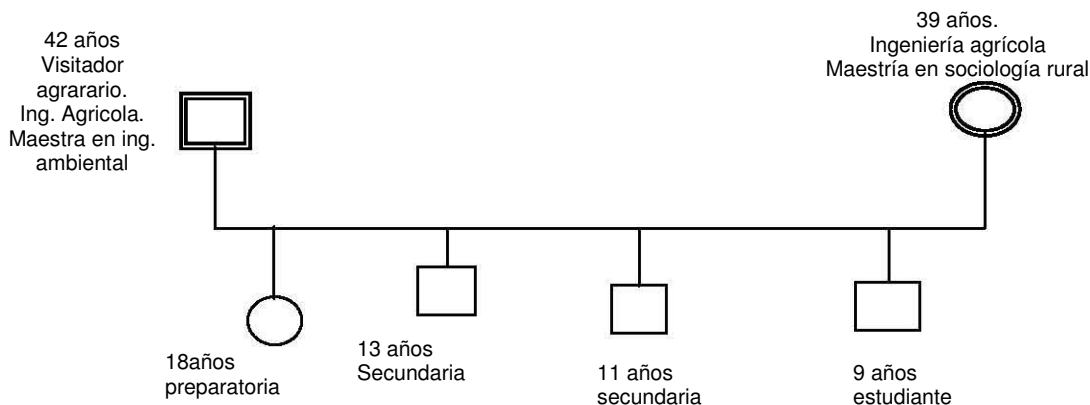 42 años
Visitador
agrarario.
Ing. Agricola.
Maestra en ing.
ambiental
39 años.
Ingeniería agrícola
Maestría en sociología rural
18años
preparatoria
13 años
Secundaria
11 años
secundaria
9 años
estudiante